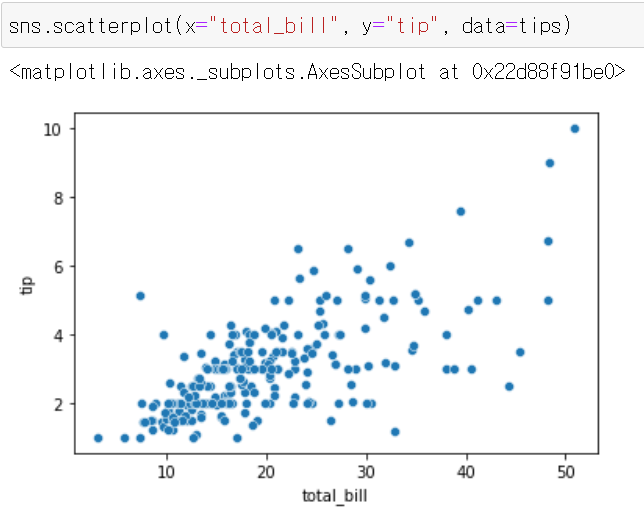 sns.scatterplot(x="total_bill", y="tip", data=tips)
<matplotlib.axes._subplots.AxesSubplot at 0x22d88f91be0>
10
8
6
4
2
tip
10 20 30 40 50
total_bill